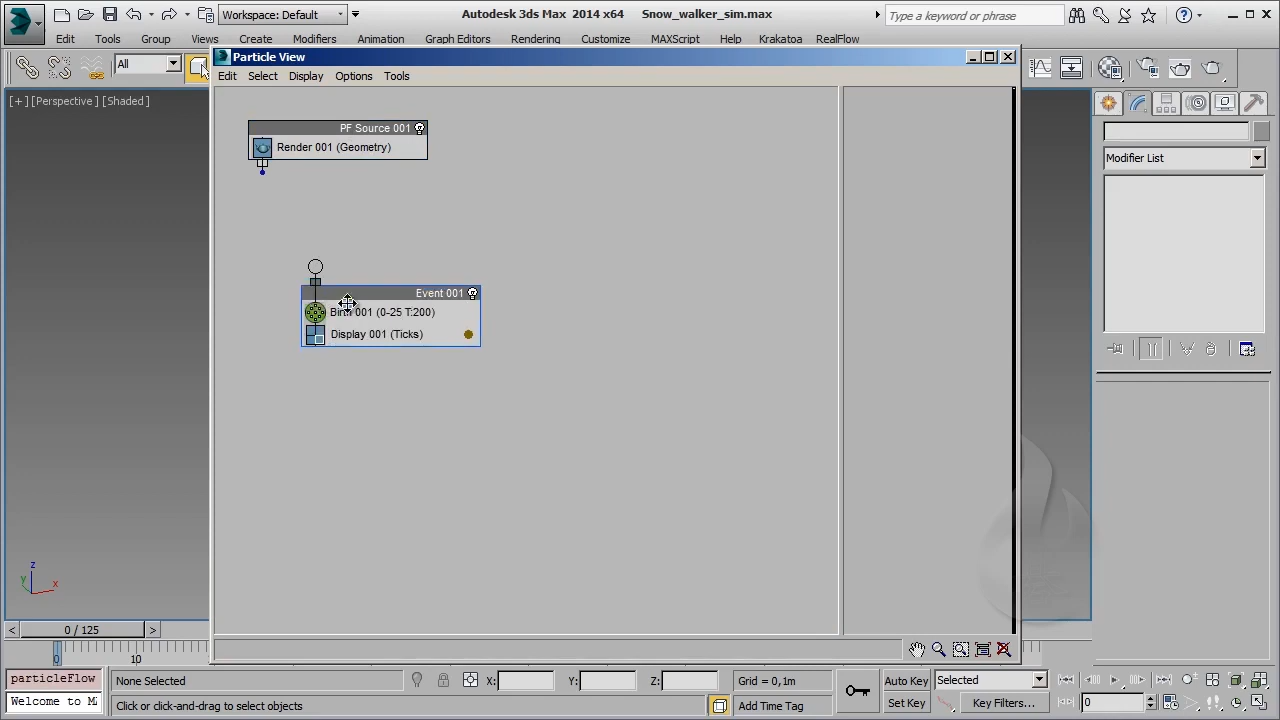 Workspace: Default
Autodesk 3ds Max 2014 x64 Snow_walker_sim.max
Type a keyword or phrase
Edit Tools Group Views Create Modifiers Animation Graph Editors Rendering Customize MAXScript Help Krakatoa RealFlow
All
Particle View
Edit Select Display Options Tools
[+][Perspective][Shaded]
PF Source 001
Render 001 (Geometry)
Modifier List
Event 001
Birth 001 (0-25 T:200)
Display 001 (Ticks)
z
y
x
< 0 / 125 >
0 10
particleFlow
None Selected
X: Y: Z:
Grid = 0,1m
Auto Key
Selected
Welcome to M
Click or click-and-drag to select objects
Add Time Tag
Set Key
Key Filters...
0